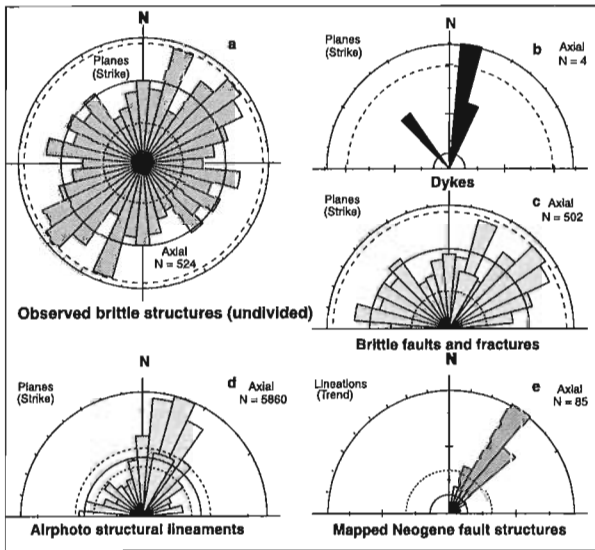 N
a
Planes
(Strike)
Axial
N = 524
Observed brittle structures (undivided)
Planes
(Strike)
b
Axial
N = 4
Dykes
Planes
(Strike)
c
Axial
N = 502
Brittle faults and fractures
N
Planes
(Strike)
d
Axial
N = 5860
Airphoto structural lineaments
N
Lineations
(Trend)
e
Axial
N = 85
Mapped Neogene fault structures